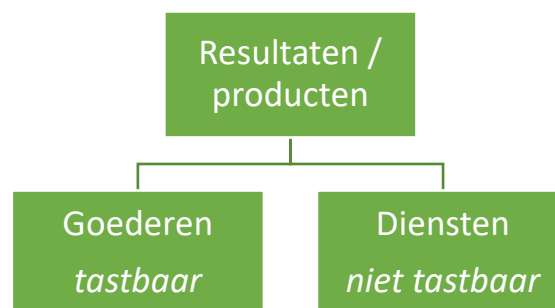 Resultaten /
producten
Goederen
tastbaar
Diensten
niet tastbaar